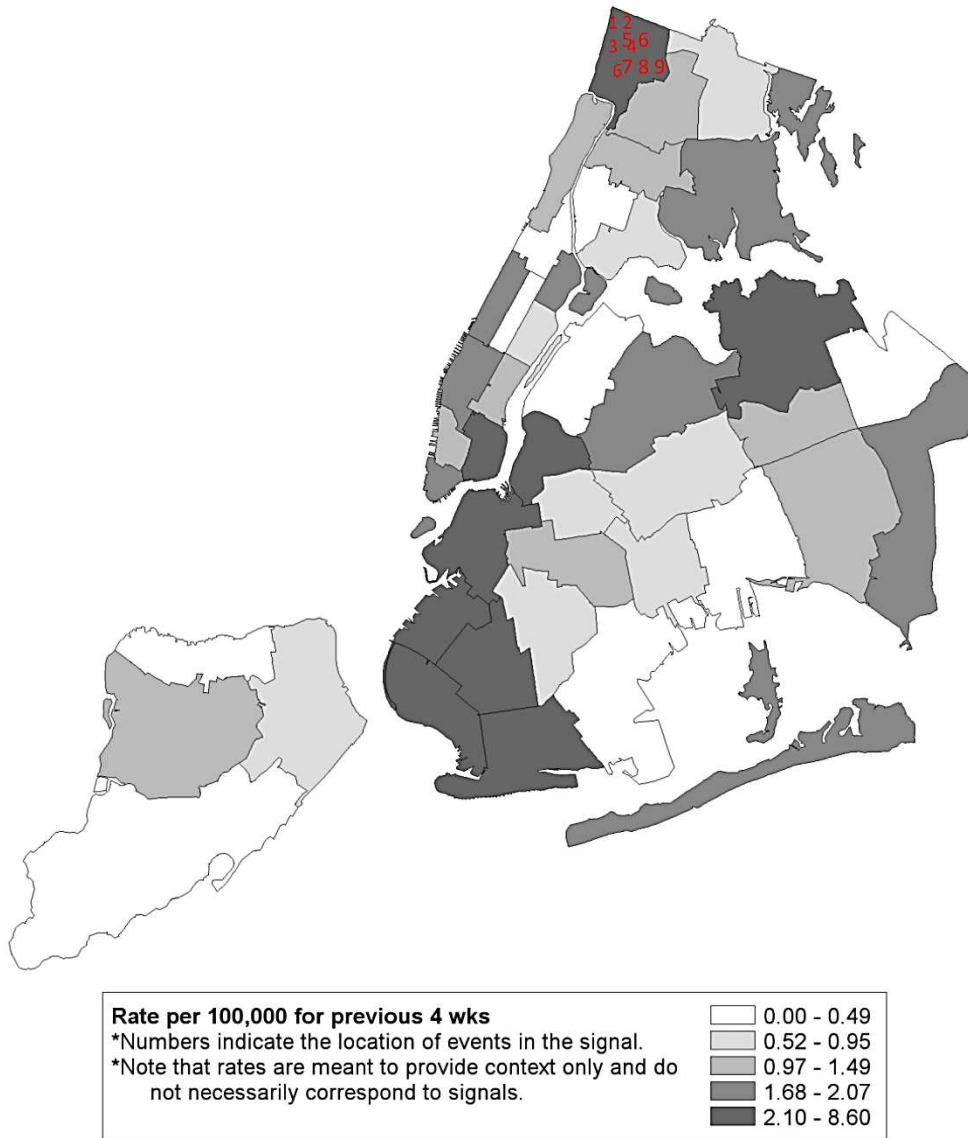 1 2
5 6
3 4
6 7 8 9
Rate per 100,000 for previous 4 wks
*Numbers indicate the location of events in the signal.
*Note that rates are meant to provide context only and do
not necessarily correspond to signals.
0.00 - 0.49
0.52 - 0.95
0.97 - 1.49
1.68 - 2.07
2.10 - 8.60